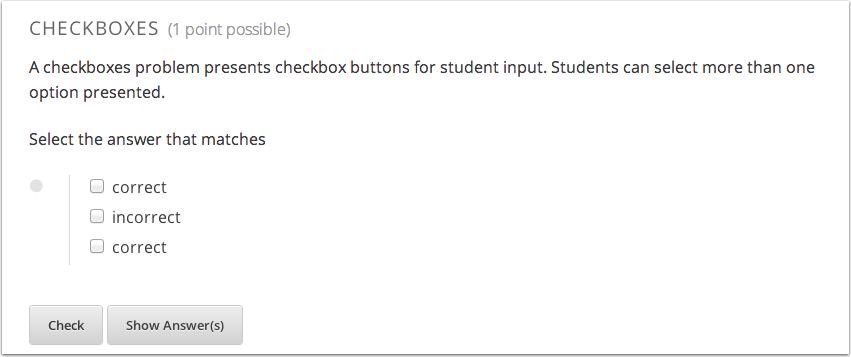 CHECKBOXES (1 point possible)
A checkboxes problem presents checkbox buttons for student input. Students can select more than one
option presented.
Select the answer that matches
correct
incorrect
correct
Check Show Answer(s)